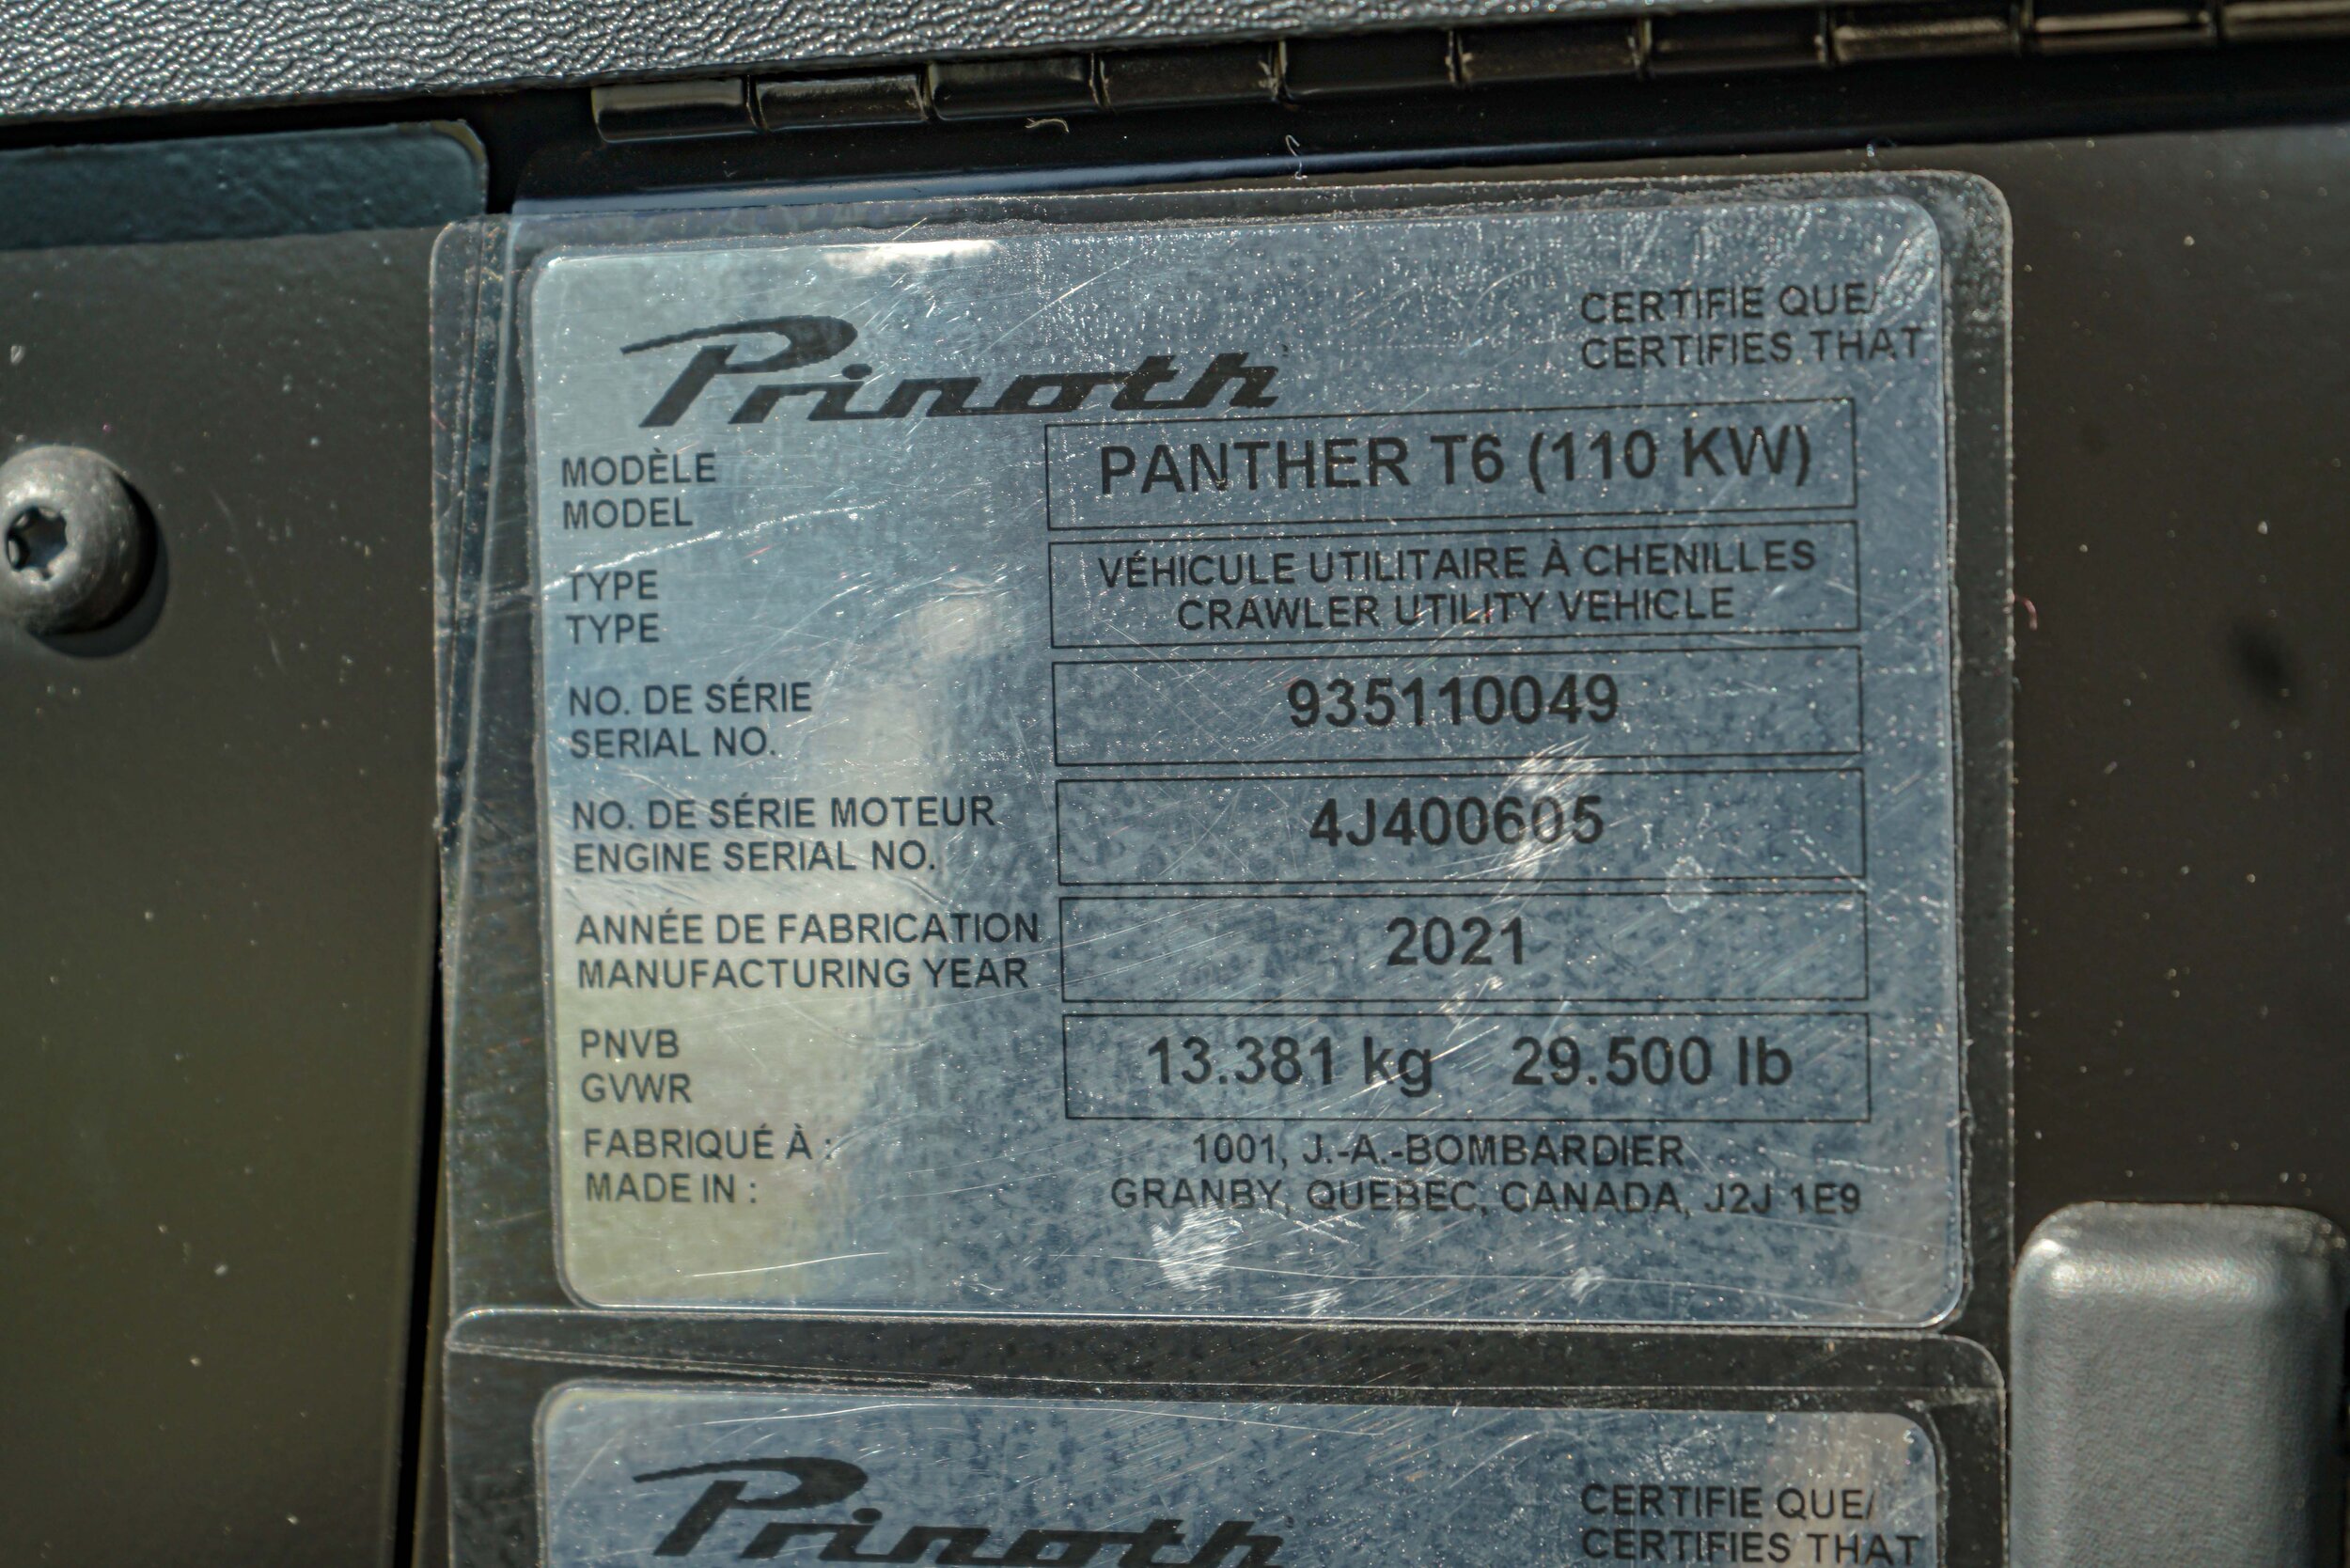 Prinoth
CERTIFIE QUE/
CERTIFIES THAT
MODÈLE
MODEL
PANTHER T6 (110 KW)
TYPE
TYPE
VÉHICULE UTILITAIRE À CHENILLES
CRAWLER UTILITY VEHICLE
NO. DE SÉRIE
SERIAL NO.
935110049
NO. DE SÉRIE MOTEUR
ENGINE SERIAL NO.
4J400605
ANNÉE DE FABRICATION
MANUFACTURING YEAR
2021
PNVB
GVWR
13.381 kg 29.500 lb
FABRIQUÉ À :
MADE IN :
1001, J.-A.-BOMBARDIER
GRANBY, QUEBEC, CANADA, J2J 1E9
Prinoth
CERTIFIE QUE/
CERTIFIES THAT